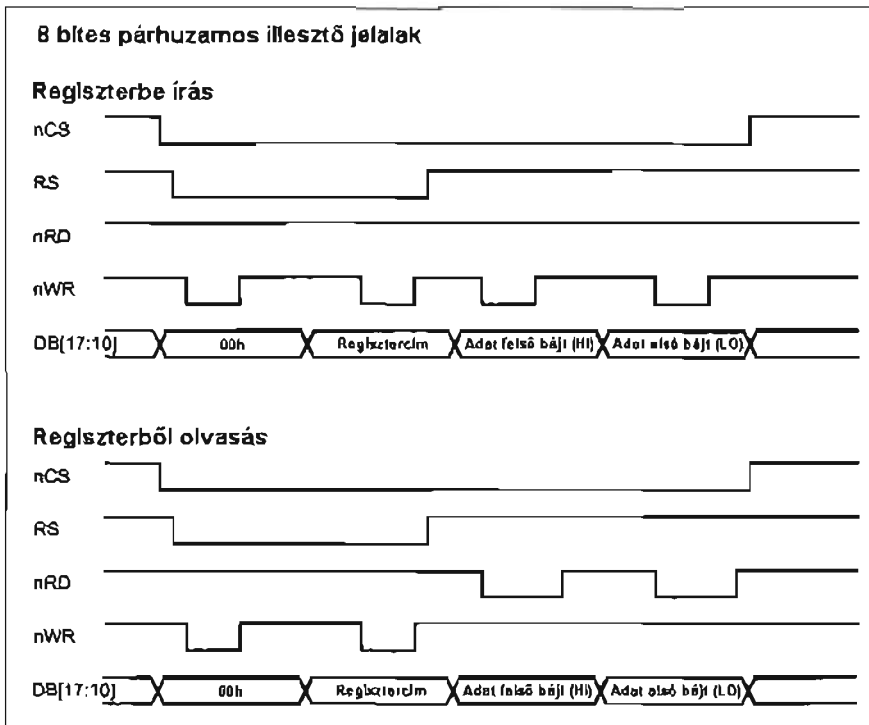 8 bites párhuzamos illesztő jelalak
Regiszterbe írás
nCS
RS
nRD
nWR
DB[17:10] 00h Regisztercím Adat felső bájt (HI) Adat alsó bájt (LO)
Regiszterből olvasás
nCS
RS
nRD
nWR
DB[17:10] 00h Regisztercím Adat felső bájt (HI) Adat alsó bájt (LO)